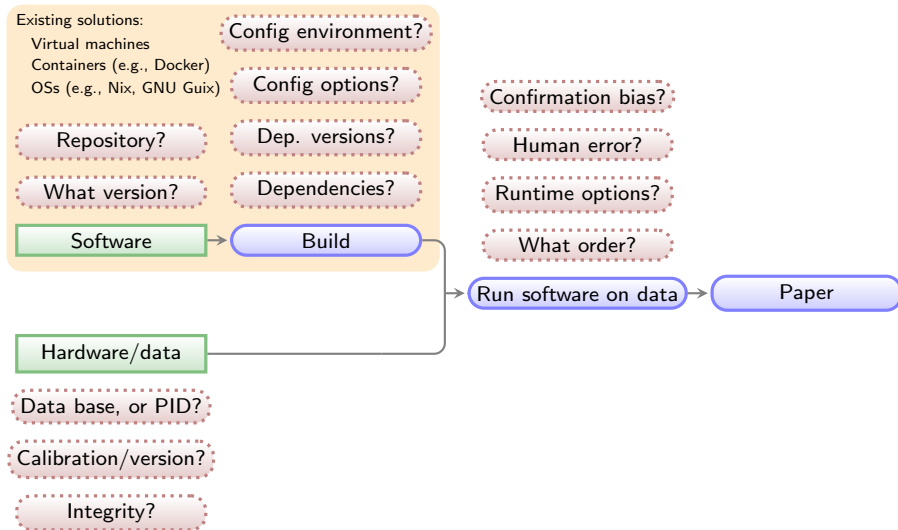 Existing solutions:
Virtual machines
Containers (e.g., Docker)
OSs (e.g., Nix, GNU Guix)
Config environment?
Config options?
Repository?
Dep. versions?
What version?
Dependencies?
Software
Build
Confirmation bias?
Human error?
Runtime options?
What order?
Run software on data
Paper
Hardware/data
Data base, or PID?
Calibration/version?
Integrity?